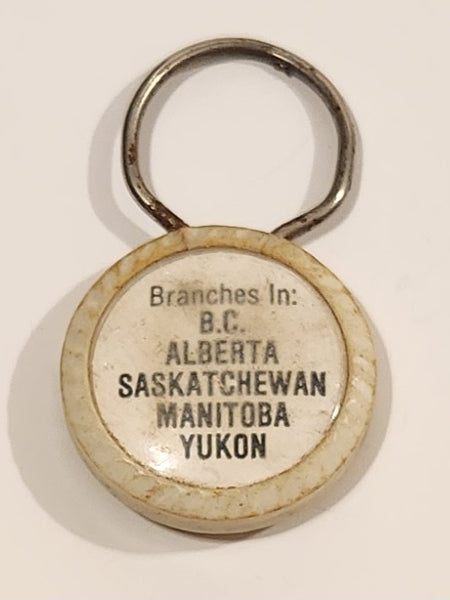 Branches In:
B.C.
ALBERTA
SASKATCHEWAN
MANITOBA
YUKON